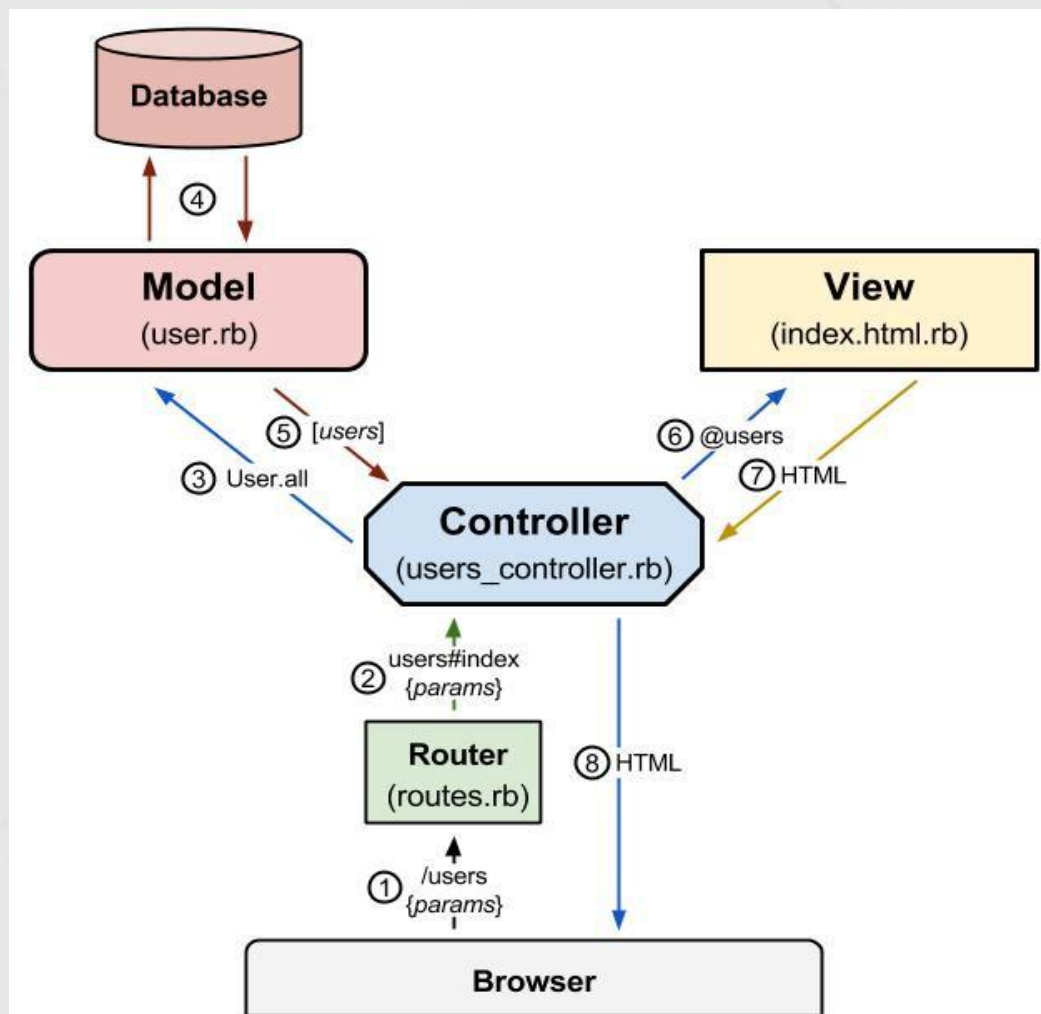 Database
④
Model
(user.rb)
View
(index.html.rb)
⑤ [users]
③ User.all
⑥ @users
⑦ HTML
Controller
(users_controller.rb)
② users#index
{params}
Router
(routes.rb)
⑧ HTML
① /users
{params}
Browser